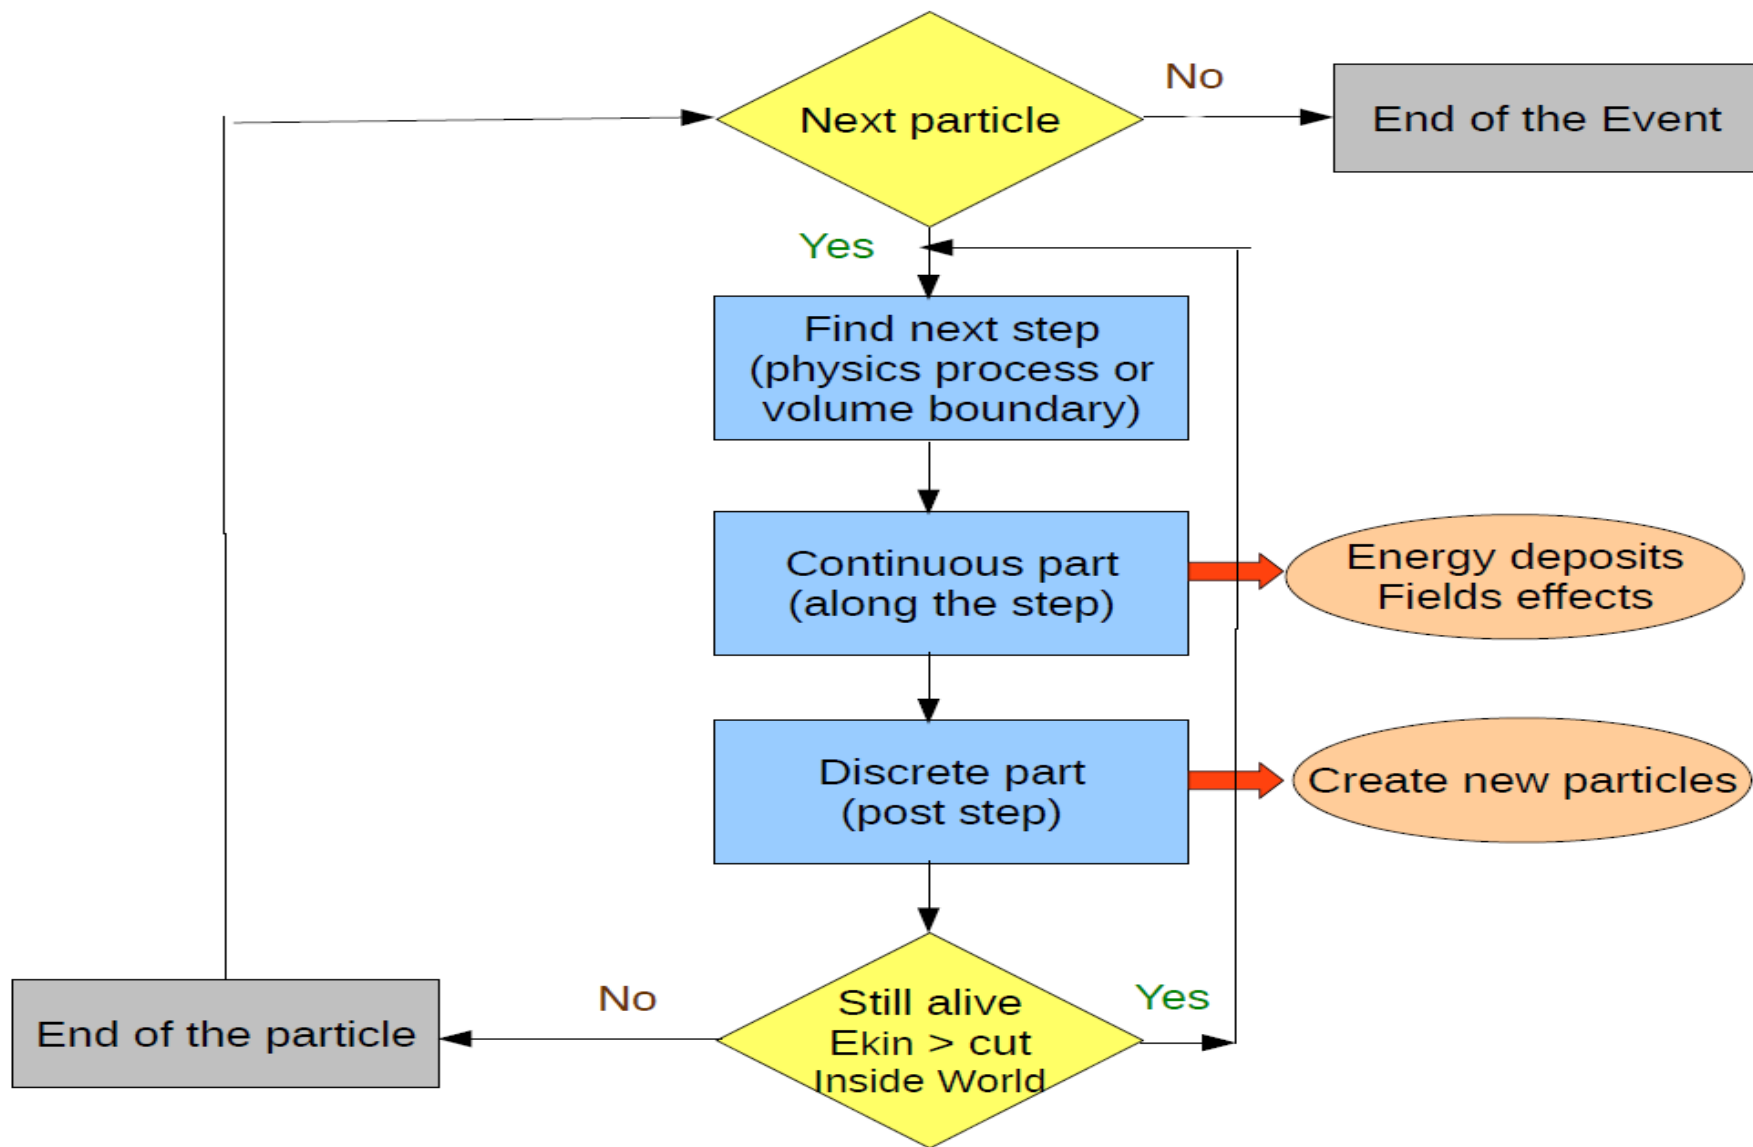 No
Next particle
End of the Event
Yes
Find next step
(physics process or
volume boundary)
Continuous part
(along the step)
Energy deposits
Fields effects
Discrete part
(post step)
Create new particles
No
Still alive
Ekin > cut
Inside World
Yes
End of the particle